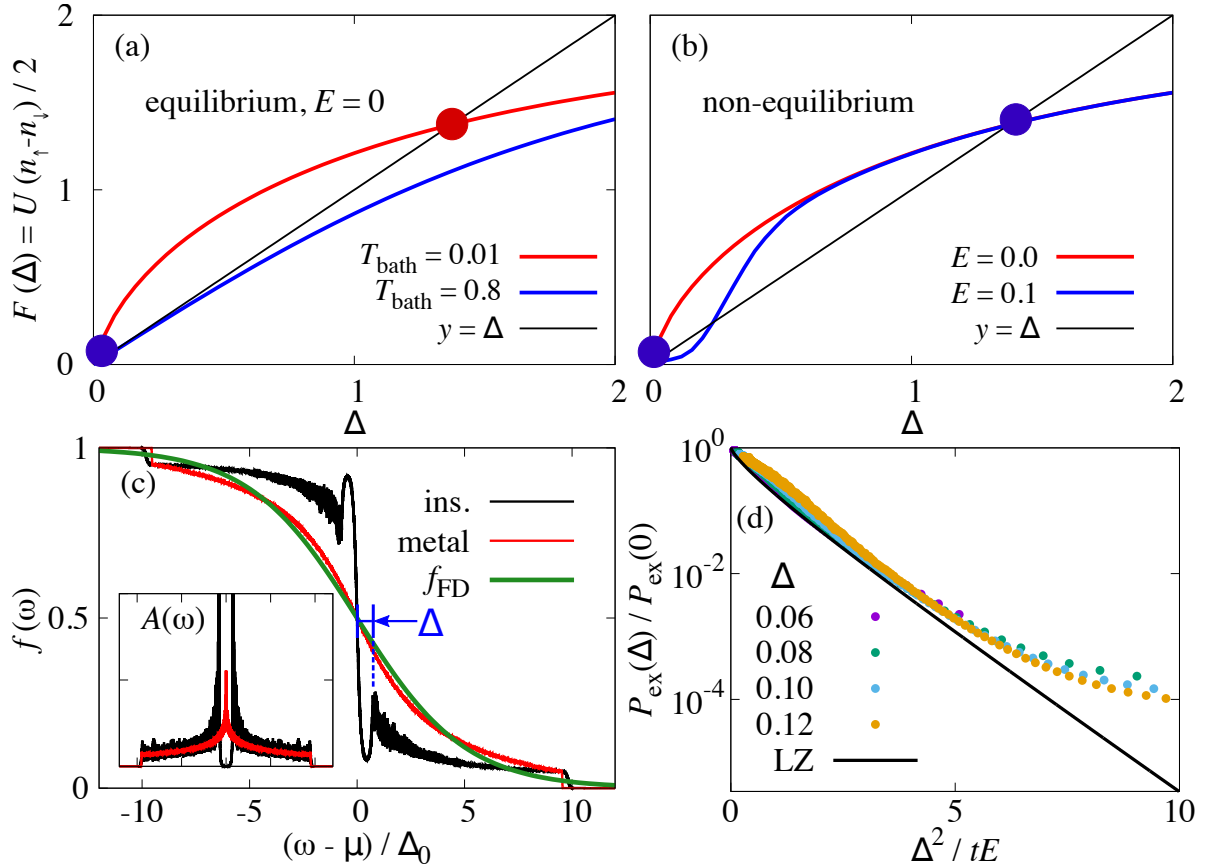 F (Δ) = U (n↑-n↓) / 2
2
1
0
(a)
equilibrium, E = 0
T_bath = 0.01
T_bath = 0.8
y = Δ
0
1
2
Δ
(b)
non-equilibrium
E = 0.0
E = 0.1
y = Δ
0
1
2
Δ
f (ω)
1
0.5
0
(c)
ins.
metal
f_FD
Δ
A(ω)
-10
-5
0
5
10
(ω - μ) / Δ_0
P_ex(Δ) / P_ex(0)
10^0
10^-2
10^-4
(d)
Δ
0.06
0.08
0.10
0.12
LZ
0
5
10
Δ^2 / tE